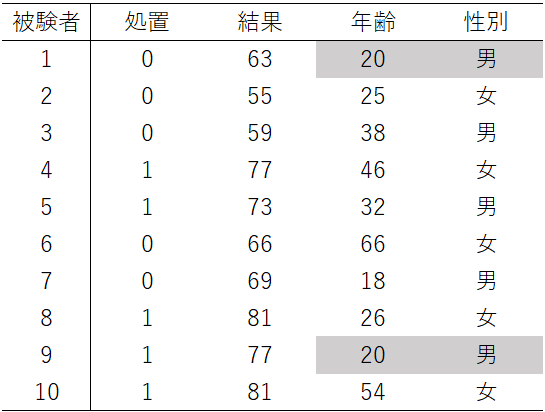 被験者 処置 結果 年齢 性別
1 0 63 20 男
2 0 55 25 女
3 0 59 38 男
4 1 77 46 女
5 1 73 32 男
6 0 66 66 女
7 0 69 18 男
8 1 81 26 女
9 1 77 20 男
10 1 81 54 女